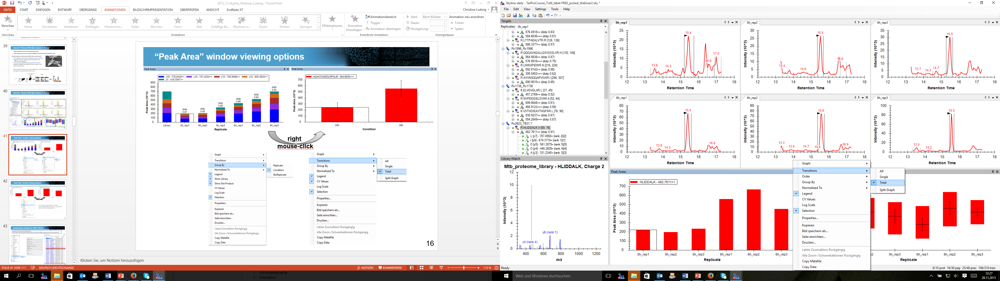 2015_12_Skyline_Webinar_Ludwig - PowerPoint
Christina Ludwig
DATEI START EINFÜGEN ENTWURF ÜBERGÄNGE ANIMATIONEN BILDSCHIRMPRÄSENTATION ÜBERPRÜFEN ANSICHT EndNote X7
Vorschau
Keine Erscheinen Verblassen Einfliegen Hineinschw... Teilen Wischen Form Rad Zufällige Ba... Wachsen u... Zoom Drehen Springen
Effektoptionen
Animation hinzufügen
Animationsbereich
Trigger
Animation übertragen
Start: Beim Klicken
Dauer:
Verzögerung:
Animation neu anordnen
Früher
Später
Vorschau Animation Erweiterte Animation Anzeigedauer
39
40
41
42
43
“Peak Area” window viewing options
Peak Areas
y15 - 776.9439++ y14 - 741.4254++ y13 - 705.9068++ y12 - 655.3830++
y7 - 419.7847++
Peak Area (10^3)
900
800
700
600
500
400
300
200
100
0
dotp 0.81
dotp 0.85
dotp 0.88
dotp 0.86
dotp 0.84
dotp 0.84
Library 0h_rep1 0h_rep2 0h_rep3 6h_rep1 6h_rep2 6h_rep3
Replicate
Peak Areas
AQAATAGIDDLRPALIR - 584.6636+++
Peak Area (10^3)
700
600
500
400
300
200
100
0
00h 06h
Condition
right
mouse-click
Graph
Transitions
Group By
Normalized To
Legend
Show Library
Show Dot Product
CV Values
Log Scale
Selection
Properties...
Kopieren
Bild speichern als...
Seite einrichten...
Drucken...
Letzte Zoomaktion Rückgängig
Alle Zoom-/Schwenkaktionen Rückgängig
Copy Metafile
Copy Data
Replicate
Condition
BioReplicate
Graph
Transitions
Group By
Normalized To
Legend
CV Values
Log Scale
Selection
Properties...
Kopieren
Bild speichern als...
Seite einrichten...
Drucken...
Letzte Zoomaktion Rückgängig
Alle Zoom-/Schwenkaktionen Rückgängig
Copy Metafile
Copy Data
All
Single
Total
Split Graph
16
Klicken Sie, um Notizen hinzuzufügen
FOLIE 41 VON 111 DEUTSCH (DEUTSCHLAND) NOTIZEN KOMMENTARE 112 %
chromatography
ionization
Skyline-daily - TarProCourse_Tut6_label-FREE_picked_Webinar2.sky *
File Edit View Settings Tools Help
Targets
Replicates: 0h_rep1
876.4918++ (dotp 0.83)
584.6636+++ (dotp 0.81)
R.LTTPAEALVTR.R [126, 136]
586.3377++ (dotp 0.57)
Rv1996_Rv1996
R.GQGAVAGALLGSVSSSLVR.H [130, 148]
864.9838++ (dotp 0.87)
576.9916+++ (dotp 0.75)
R.LNWAPIEWR.N [216, 224]
592.8142++ (dotp 0.88)
395.5452+++ (dotp 0.62)
R.AVVNSGQAPVIVAR.I [294, 307]
690.9015++ (dotp 0.85)
Rv1738_Rv1738
K.ELVGVGLAR.L [37, 45]
457.2769++ (dotp 0.52)
R.NVPEIGDELSVAR.A [52, 64]
699.8648++ (dotp 0.81)
466.9123+++ (dotp 0.59)
K.VSTHDIEAVTHQPAR.L [76, 90]
830.9237++ (dotp 0.67)
554.2849+++ (dotp 0.87)
Rv2623_TB31.7
R.HLIDDALK.V [69, 76]
462.7611++ (dotp 0.91)
L [y7] - 787.4560+ (rank 2)[2]
I [y6] - 674.3719+ (rank 1)[1]
D [y5] - 561.2879+ (rank 5)[5]
D [y4] - 446.2609+ (rank 4)[4]
A [y3] - 331.2340+ (rank 3)[3]
Library Match
Mtb_proteome_library - HLIDDALK, Charge 2
Intensity (10^3)
12
10
8
6
4
2
0
y6 (rank 1)
y4 (rank 4)
400 600 800 1000 1200
m/z
Ready
0h_rep1
Intensity (10^3)
25
20
15
10
5
0
15.4
17.0
16.6
13.6
14.3
12 13 14 15 16 17 18
Retention Time
0h_rep2
Intensity (10^3)
30
25
20
15
10
5
0
15.5
16.6
13.4
14.6
12 13 14 15 16 17 18
Retention Time
0h_rep3
Intensity (10^3)
35
30
25
20
15
10
5
0
15.5
13.7
14.3
14.7
12 13 14 15 16 17 18
Retention Time
6h_rep1
Intensity (10^3)
80
70
60
50
40
30
20
10
0
15.4
16.8
13.8
14.3
12 13 14 15 16 17 18
Retention Time
6h_rep2
Intensity (10^3)
90
80
70
60
50
40
30
20
10
0
15.6
13.3
13.9
14.7
15.4
16.9
12 13 14 15 16 17 18
Retention Time
6h_rep3
Intensity (10^3)
100
80
60
40
20
0
15.5
13.5
14.2
12 13 14 15 16 17 18
Retention Time
Peak Areas
HLIDDALK - 462.7611++
Peak Area (10^3)
700
600
500
400
300
200
100
0
0h_rep1 0h_rep2 0h_rep3 6h_rep1 6h_rep2 6h_rep3
Replicate
Graph
Transitions
Order
Group By
Normalized To
Legend
CV Values
Log Scale
Selection
Properties...
Kopieren
Bild speichern als...
Seite einrichten...
Drucken...
Letzte Zoomaktion Rückgängig
Alle Zoom-/Schwenkaktionen Rückgängig
Copy Metafile
Copy Data
All
Single
Total
Split Graph
0h_rep3 6h_rep1 6h_rep2 6h_rep3
Replicate
6/10 prot 16/30 pep 25/48 prec 106/210 tran
Web und Windows durchsuchen
12:27
28.11.2015